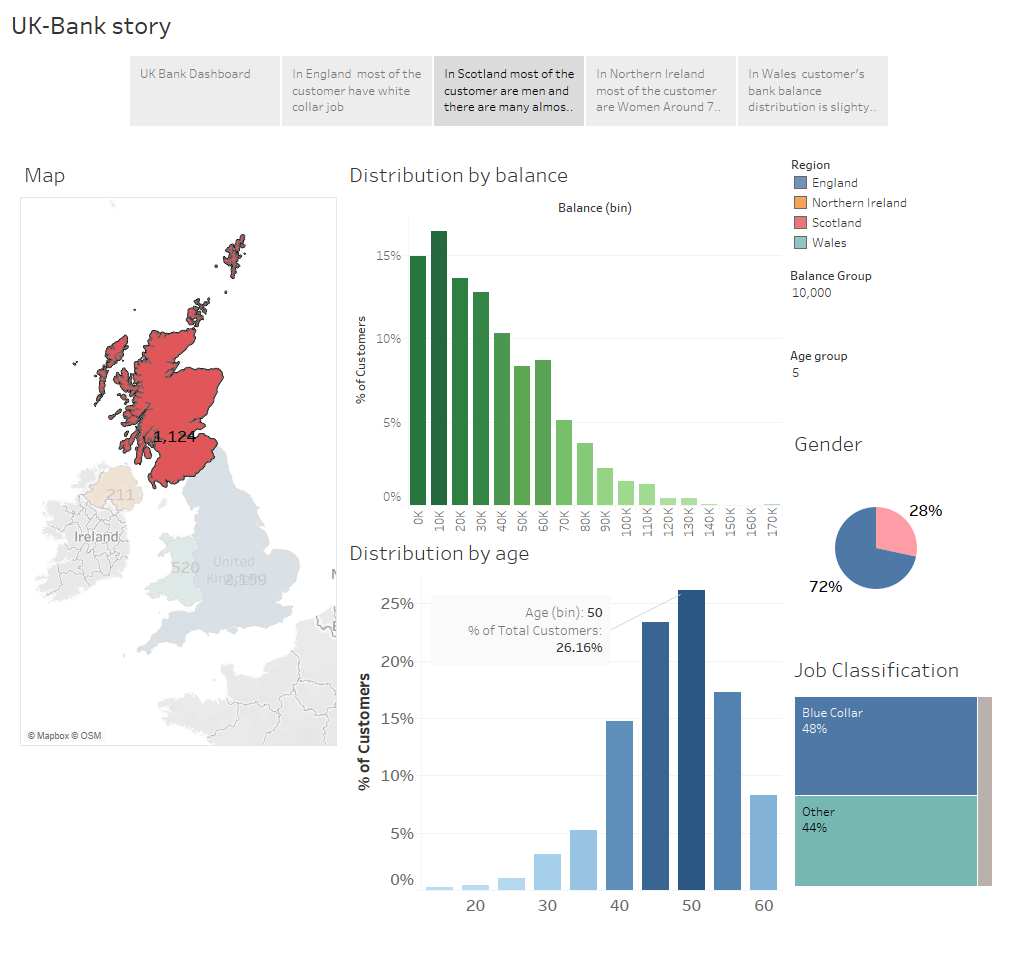 UK-Bank story
UK Bank Dashboard
In England most of the
customer have white
collar job
In Scotland most of the
customer are men and
there are many almos..
In Northern Ireland
most of the customer
are Women Around 7..
In Wales customer's
bank balance
distribution is slighty..
Map
1,124
211
Ireland
520
United
2,159
© Mapbox © OSM
Distribution by balance
Balance (bin)
% of Customers
15%
10%
5%
0%
0K
10K
20K
30K
40K
50K
60K
70K
80K
90K
100K
110K
120K
130K
140K
150K
160K
170K
Distribution by age
% of Customers
25%
20%
15%
10%
5%
0%
Age (bin): 50
% of Total Customers:
26.16%
20
30
40
50
60
Region
England
Northern Ireland
Scotland
Wales
Balance Group
10,000
Age group
5
Gender
28%
72%
Job Classification
Blue Collar
48%
Other
44%